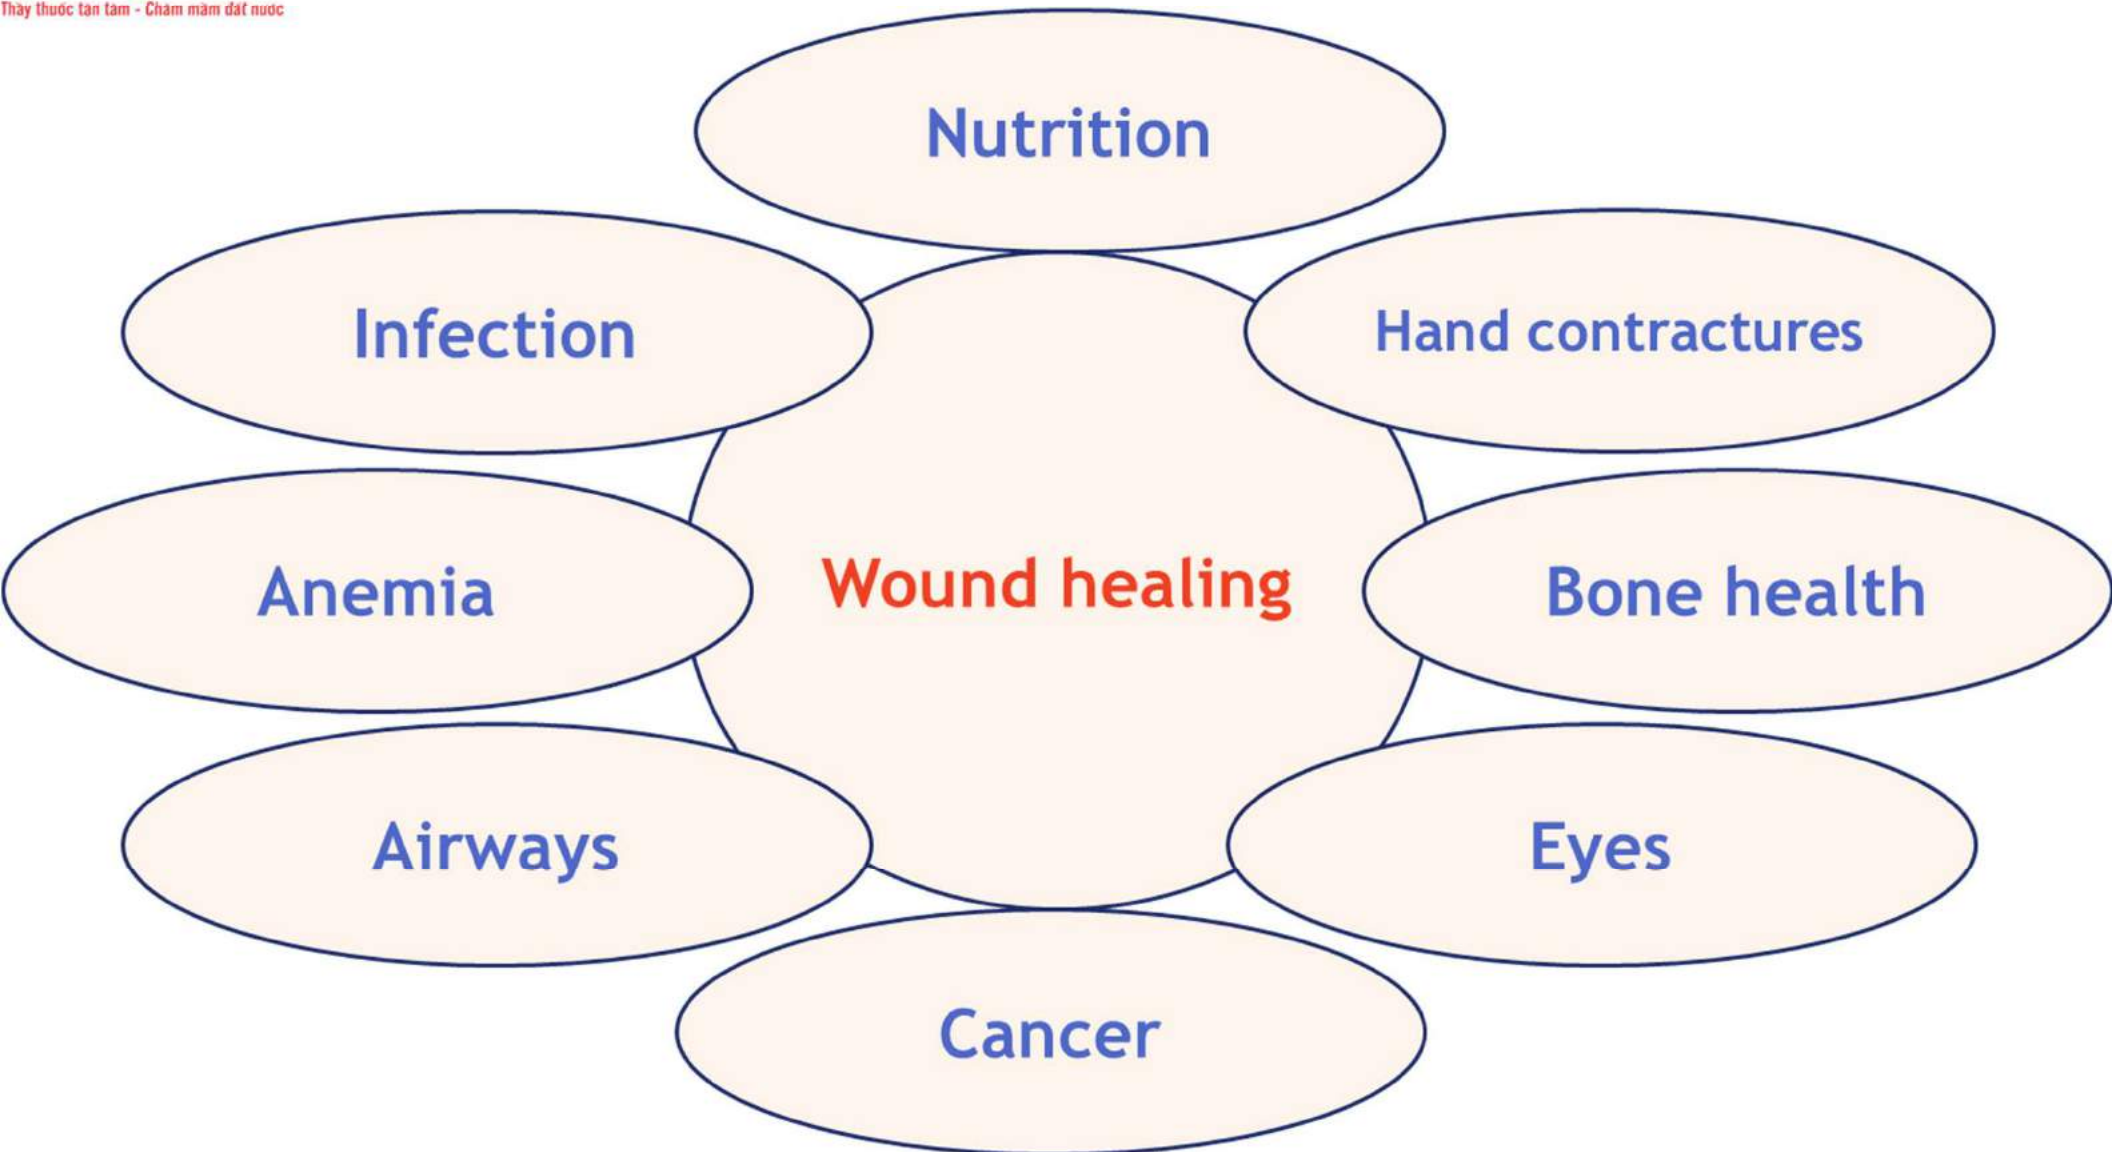 Thầy thuốc tận tâm - Chăm mầm đất nước
Nutrition
Infection
Hand contractures
Anemia
Wound healing
Bone health
Airways
Eyes
Cancer